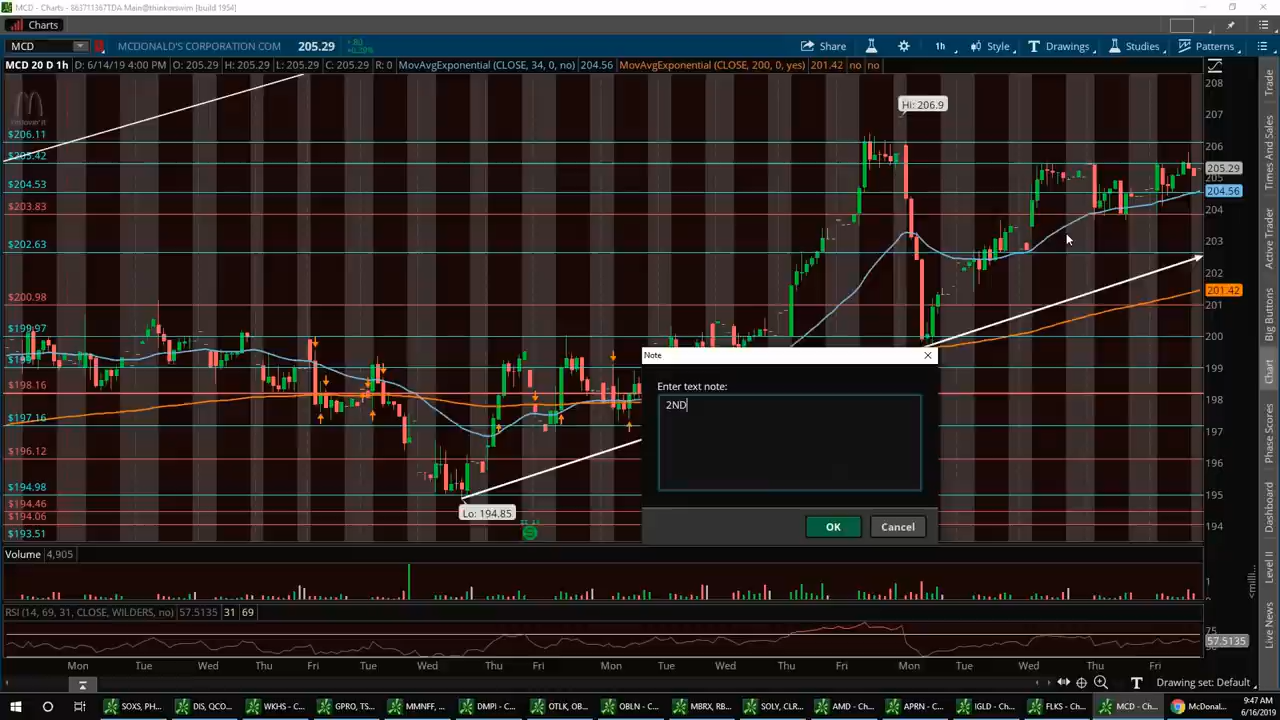 MCD - Charts - 863711367TDA Main@thinkorswim [build 1954]
Charts
MCD MCDONALD'S CORPORATION COM 205.29 +0.39% Share 1h Style Drawings Studies Patterns
MCD 20 D 1h D: 6/14/19 4:00 PM O: 205.29 H: 205.29 L: 205.29 C: 205.29 R: 0 MovAvgExponential (CLOSE, 34, 0, no) 204.56 MovAvgExponential (CLOSE, 200, 0, yes) 201.42 no no
Hi: 206.9
Lo: 194.85
$206.11
$205.42
$204.53
$203.83
$202.63
$200.98
$199.97
$198.16
$197.16
$196.12
$194.98
$194.46
$194.06
$193.51
208
207
206
205.29
205
204.56
204
203
202
201.42
201
200
199
198
197
196
195
194
Note
Enter text note:
2ND
OK Cancel
Volume 4,905
RSI (14, 69, 31, CLOSE, WILDERS, no) 57.5135 31 69
75
57.5135
Mon Tue Wed Thu Fri Tue Wed Thu Fri Mon Tue Wed Thu Fri Mon Tue Wed Thu Fri
Drawing set: Default
Trade
Times And Sales
Active Trader
Big Buttons
Chart
Phase Scores
Dashboard
Level II
Live News
SOXS, PH... DIS, QCO... WKHS - C... GPRO, TS... MMNFF, ... DMPI - C... FTLK, OB... OBLN - C... MBRX, RB... SOLY, CLR... AMD - Ch... APRN - C... IGLD - Ch... FLKS - Ch... MCD - Ch... McDonal...
9:47 AM
6/16/2019